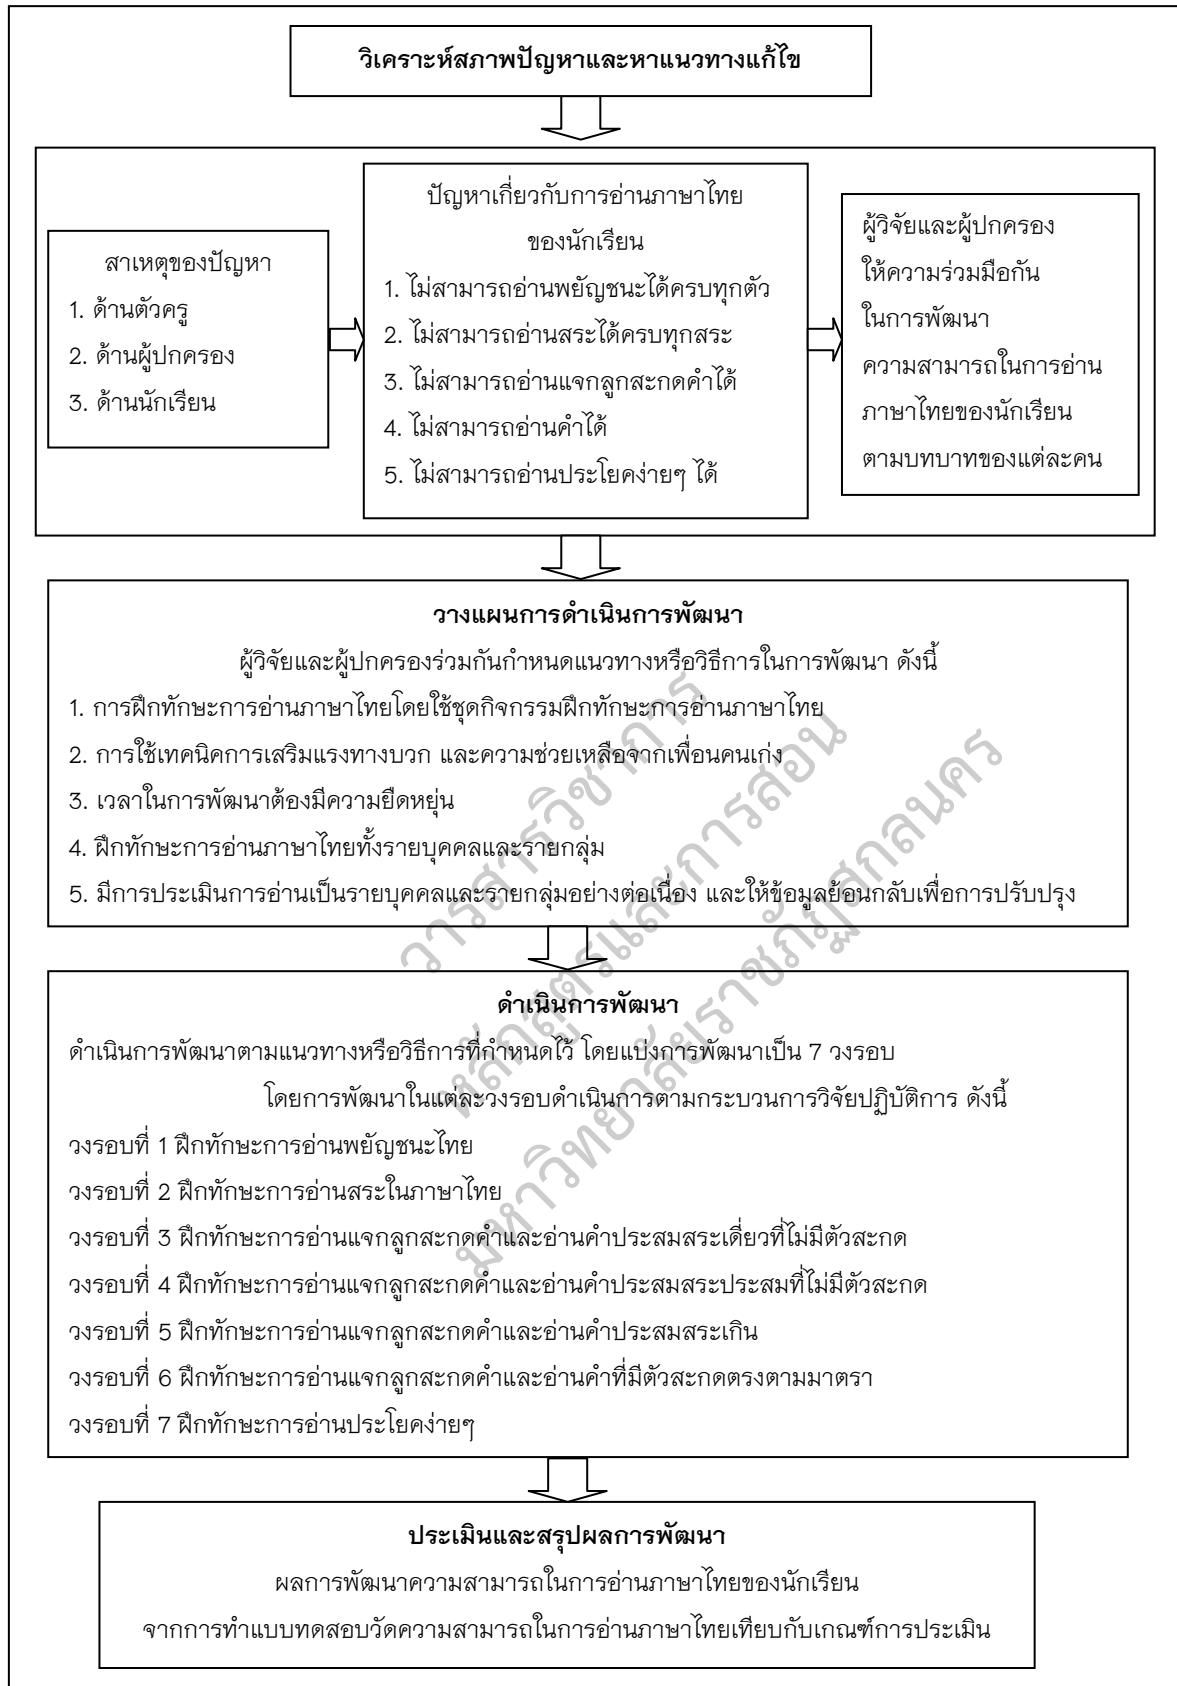 วิเคราะห์สภาพปัญหาและหาแนวทางแก้ไข
สาเหตุของปัญหา
1. ด้านตัวครู
2. ด้านผู้ปกครอง
3. ด้านนักเรียน
ปัญหาเกี่ยวกับการอ่านภาษาไทย
ของนักเรียน
1. ไม่สามารถอ่านพยัญชนะได้ครบทุกตัว
2. ไม่สามารถอ่านสระได้ครบทุกสระ
3. ไม่สามารถอ่านแจกลูกสะกดคำได้
4. ไม่สามารถอ่านคำได้
5. ไม่สามารถอ่านประโยคง่ายๆ ได้
ผู้วิจัยและผู้ปกครอง
ให้ความร่วมมือกัน
ในการพัฒนา
ความสามารถในการอ่าน
ภาษาไทยของนักเรียน
ตามบทบาทของแต่ละคน
วางแผนการดำเนินการพัฒนา
ผู้วิจัยและผู้ปกครองร่วมกันกำหนดแนวทางหรือวิธีการในการพัฒนา ดังนี้
1. การฝึกทักษะการอ่านภาษาไทยโดยใช้ชุดกิจกรรมฝึกทักษะการอ่านภาษาไทย
2. การใช้เทคนิคการเสริมแรงทางบวก และความช่วยเหลือจากเพื่อนคนเก่ง
3. เวลาในการพัฒนาต้องมีความยืดหยุ่น
4. ฝึกทักษะการอ่านภาษาไทยทั้งรายบุคคลและรายกลุ่ม
5. มีการประเมินการอ่านเป็นรายบุคคลและรายกลุ่มอย่างต่อเนื่อง และให้ข้อมูลย้อนกลับเพื่อการปรับปรุง
ดำเนินการพัฒนา
ดำเนินการพัฒนาตามแนวทางหรือวิธีการที่กำหนดไว้ โดยแบ่งการพัฒนาเป็น 7 วงรอบ
โดยการพัฒนาในแต่ละวงรอบดำเนินการตามกระบวนการวิจัยปฏิบัติการ ดังนี้
วงรอบที่ 1 ฝึกทักษะการอ่านพยัญชนะไทย
วงรอบที่ 2 ฝึกทักษะการอ่านสระในภาษาไทย
วงรอบที่ 3 ฝึกทักษะการอ่านแจกลูกสะกดคำและอ่านคำประสมสระเดี่ยวที่ไม่มีตัวสะกด
วงรอบที่ 4 ฝึกทักษะการอ่านแจกลูกสะกดคำและอ่านคำประสมสระประสมที่ไม่มีตัวสะกด
วงรอบที่ 5 ฝึกทักษะการอ่านแจกลูกสะกดคำและอ่านคำประสมสระเกิน
วงรอบที่ 6 ฝึกทักษะการอ่านแจกลูกสะกดคำและอ่านคำที่มีตัวสะกดตรงตามมาตรา
วงรอบที่ 7 ฝึกทักษะการอ่านประโยคง่ายๆ
ประเมินและสรุปผลการพัฒนา
ผลการพัฒนาความสามารถในการอ่านภาษาไทยของนักเรียน
จากการทำแบบทดสอบวัดความสามารถในการอ่านภาษาไทยเทียบกับเกณฑ์การประเมิน
วารสารวิชาการ
หลักสูตรและการสอน
มหาวิทยาลัยราชภัฏสกลนคร